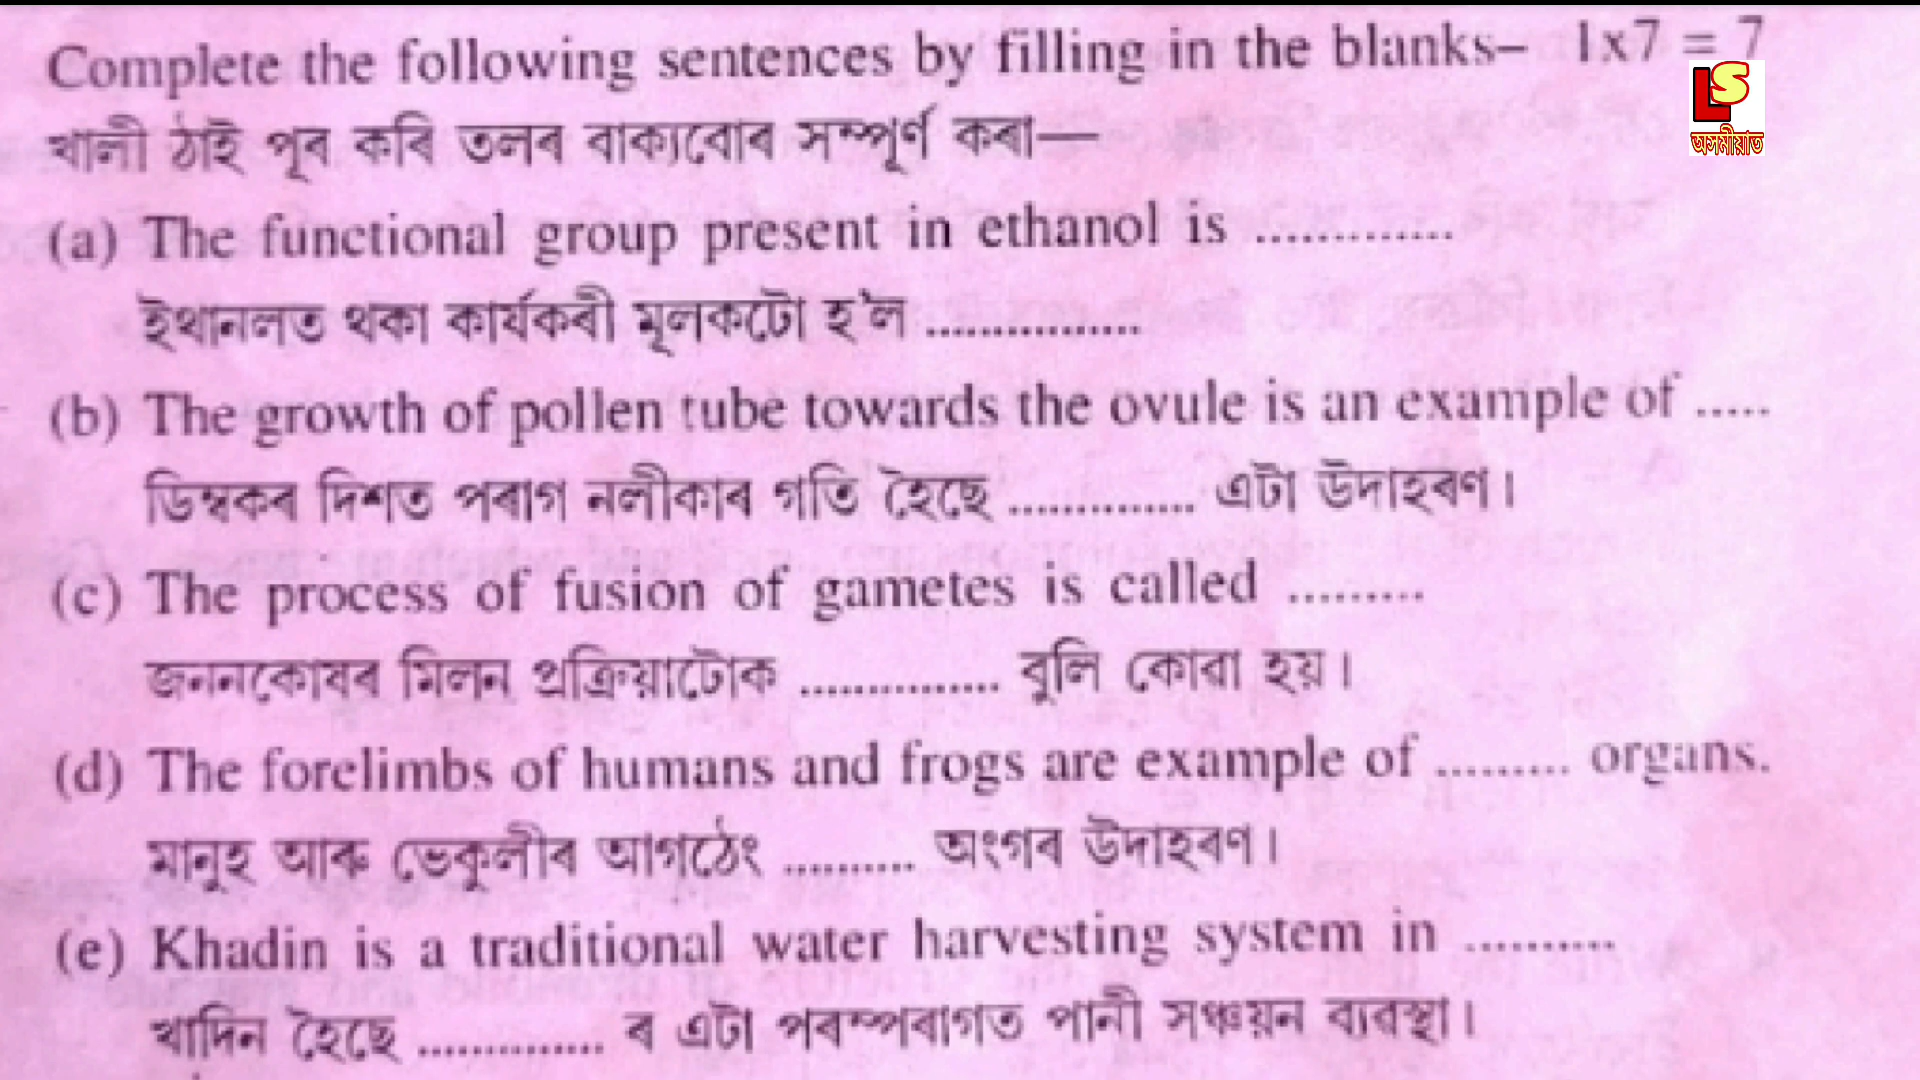 Complete the following sentences by filling in the blanks– 1x7 = 7
LS
অসমীয়াত
খালী ঠাই পূৰ কৰি তলৰ বাক্যবোৰ সম্পূৰ্ণ কৰা—
(a) The functional group present in ethanol is .............
ইথানলত থকা কাৰ্যকৰী মূলকটো হ'ল ................
(b) The growth of pollen tube towards the ovule is an example of .....
ডিম্বকৰ দিশত পৰাগ নলীকাৰ গতি হৈছে .............. এটা উদাহৰণ।
(c) The process of fusion of gametes is called .........
জননকোষৰ মিলন প্ৰক্ৰিয়াটোক ............... বুলি কোৱা হয়।
(d) The forelimbs of humans and frogs are example of ......... organs.
মানুহ আৰু ভেকুলীৰ আগঠেং .......... অংগৰ উদাহৰণ।
(e) Khadin is a traditional water harvesting system in ..........
খাদিন হৈছে .............. ৰ এটা পৰম্পৰাগত পানী সঞ্চয়ন ব্যৱস্থা।